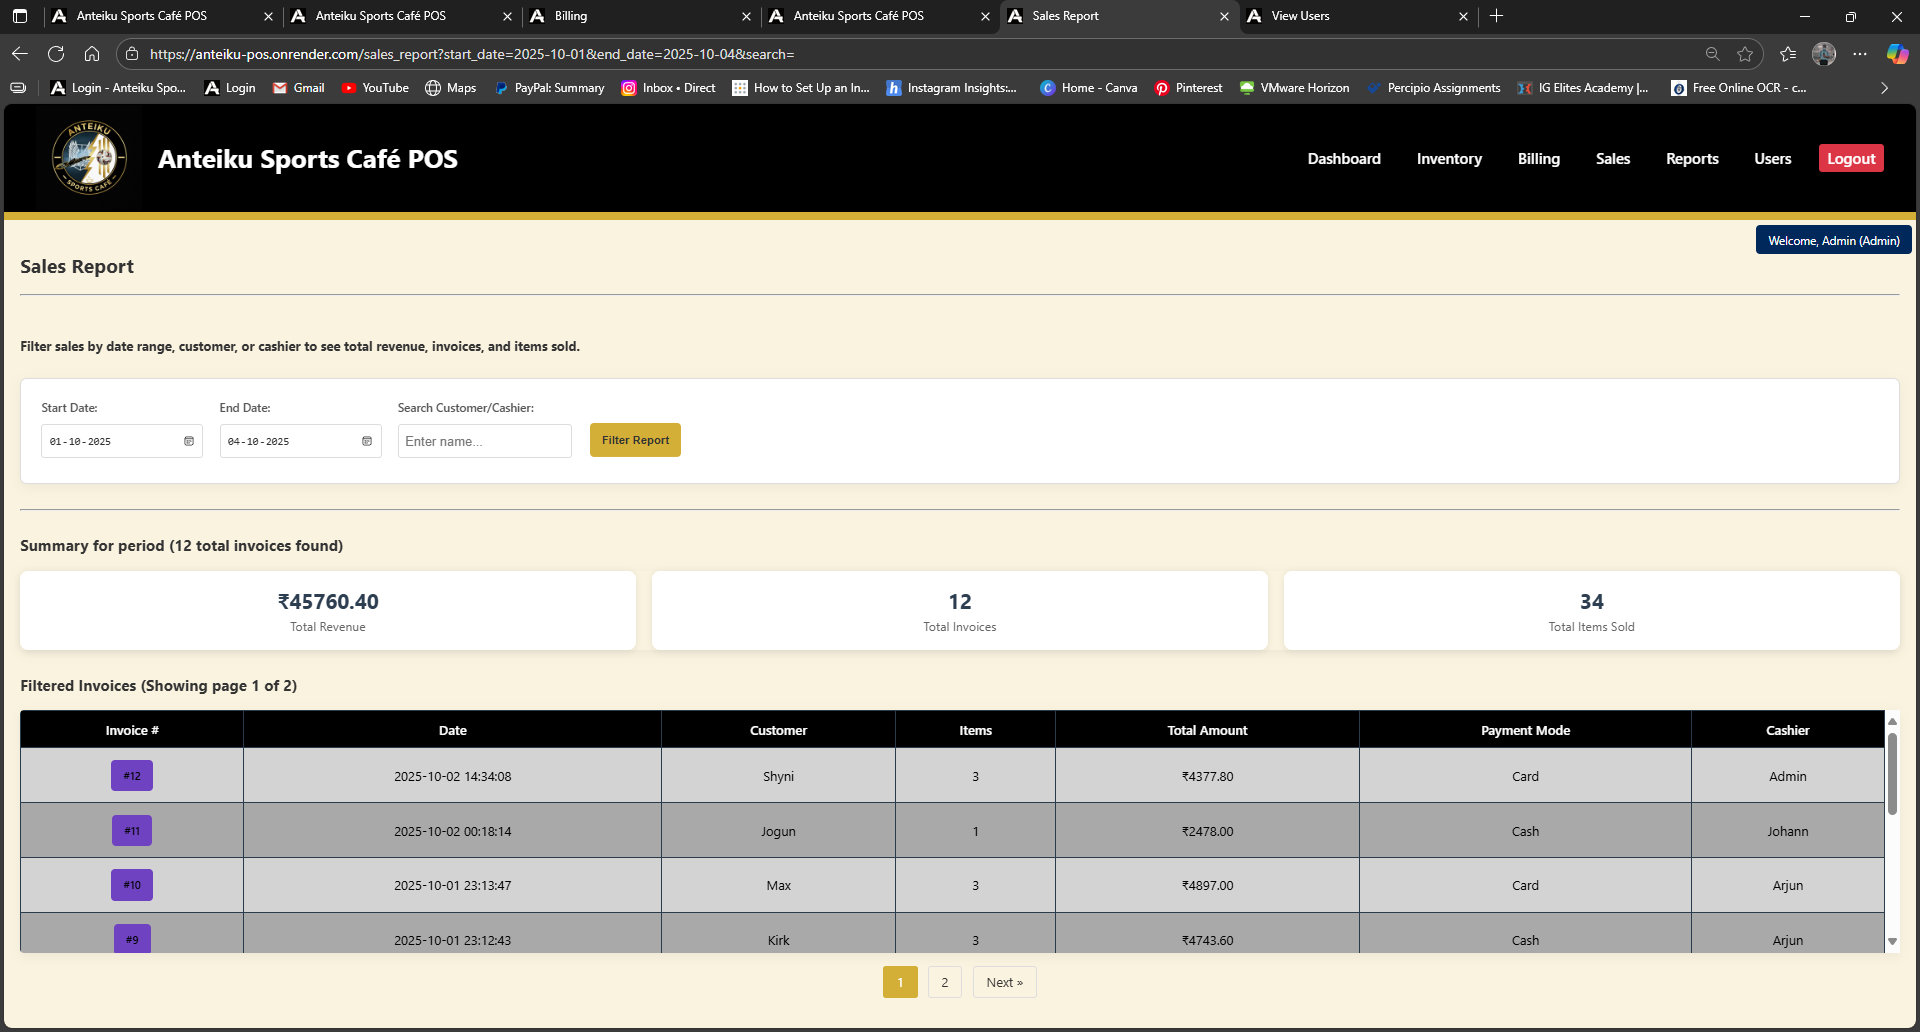 Anteiku Sports Café POS
Anteiku Sports Café POS
Billing
Anteiku Sports Café POS
Sales Report
View Users
https://anteiku-pos.onrender.com/sales_report?start_date=2025-10-01&end_date=2025-10-04&search=
Login - Anteiku Spo...
Login
Gmail
YouTube
Maps
PayPal: Summary
Inbox • Direct
How to Set Up an In...
Instagram Insights:...
Home - Canva
Pinterest
VMware Horizon
Percipio Assignments
IG Elites Academy |...
Free Online OCR - c...
ANTEIKU
SPORTS CAFÉ
Anteiku Sports Café POS
Dashboard
Inventory
Billing
Sales
Reports
Users
Logout
Welcome, Admin (Admin)
Sales Report
Filter sales by date range, customer, or cashier to see total revenue, invoices, and items sold.
Start Date:
End Date:
Search Customer/Cashier:
01-10-2025
04-10-2025
Enter name...
Filter Report
Summary for period (12 total invoices found)
₹45760.40
Total Revenue
12
Total Invoices
34
Total Items Sold
Filtered Invoices (Showing page 1 of 2)
Invoice # Date Customer Items Total Amount Payment Mode Cashier
#12 2025-10-02 14:34:08 Shyni 3 ₹4377.80 Card Admin
#11 2025-10-02 00:18:14 Jogun 1 ₹2478.00 Cash Johann
#10 2025-10-01 23:13:47 Max 3 ₹4897.00 Card Arjun
#9 2025-10-01 23:12:43 Kirk 3 ₹4743.60 Cash Arjun
1 2 Next »